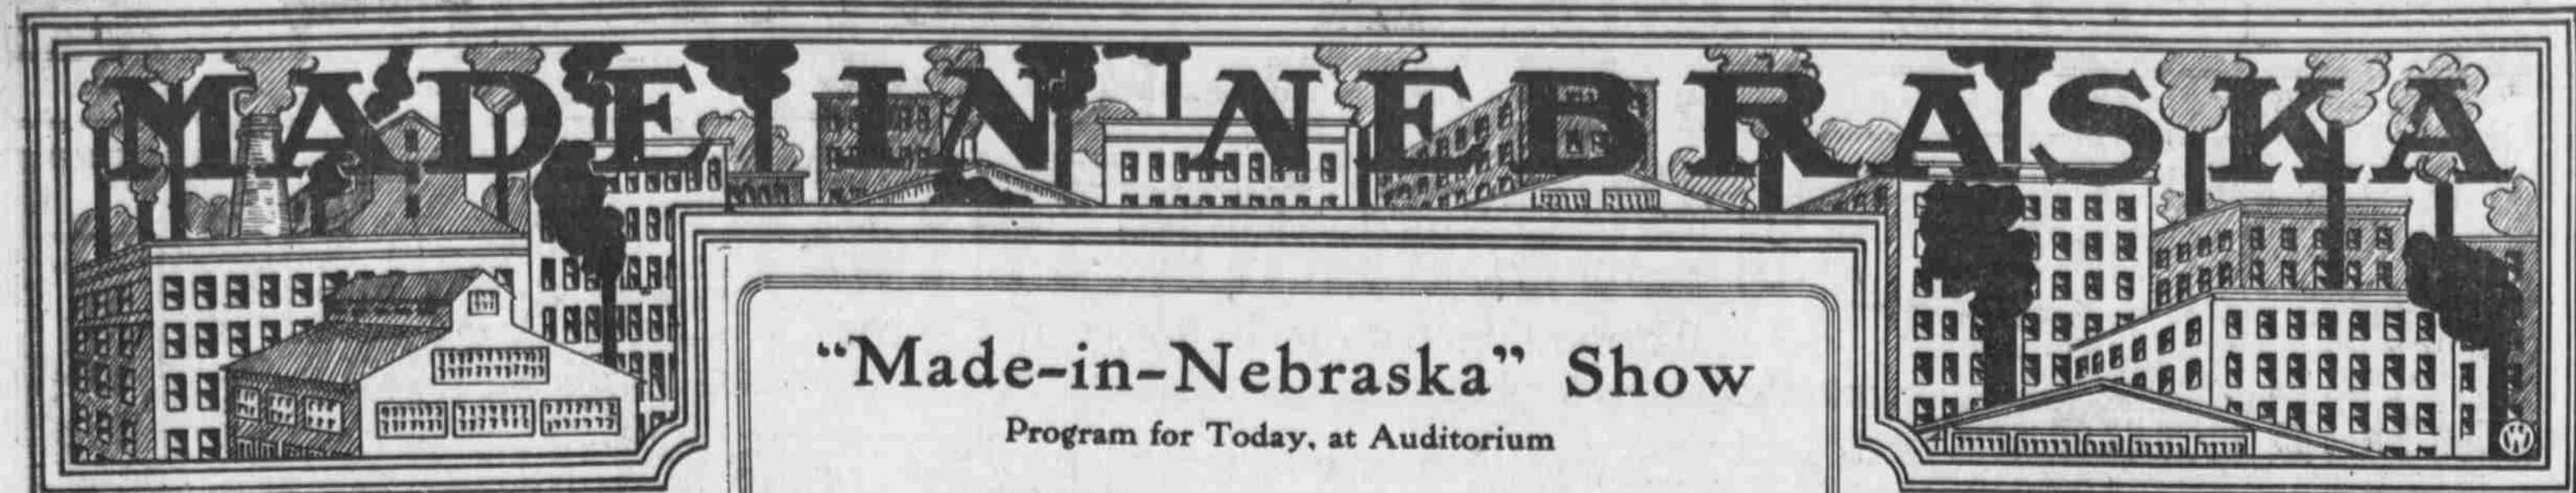 MADE IN NEBRASKA
“Made-in-Nebraska” Show
Program for Today, at Auditorium
W